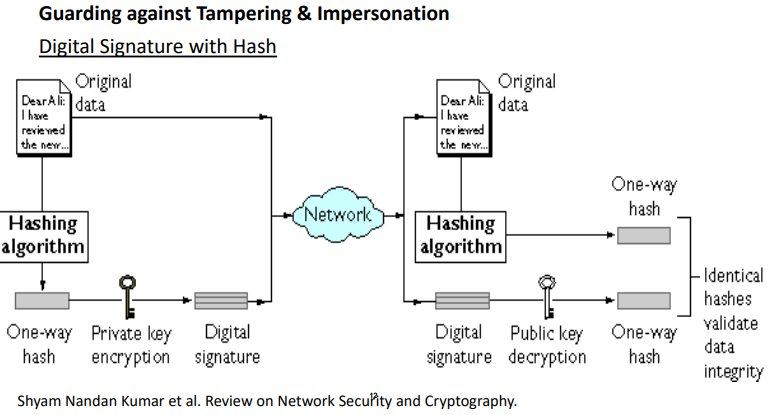 Guarding against Tampering & Impersonation
Digital Signature with Hash
Original
data
Dear Ali:
I have
reviewed
the new...
Hashing
algorithm
One-way
hash
Private key
encryption
Digital
signature
Network
Original
data
Dear Ali:
I have
reviewed
the new...
Hashing
algorithm
One-way
hash
Digital
signature
Public key
decryption
One-way
hash
Identical
hashes
validate
data
integrity
Shyam Nandan Kumar et al. Review on Network Security and Cryptography.